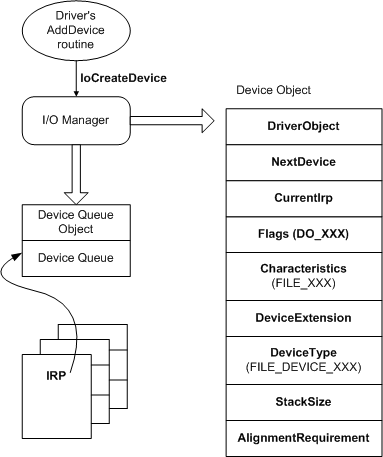 Driver's
AddDevice
routine
IoCreateDevice
I/O Manager
Device Queue
Object
Device Queue
IRP
Device Object
DriverObject
NextDevice
CurrentIrp
Flags (DO_XXX)
Characteristics
(FILE_XXX)
DeviceExtension
DeviceType
(FILE_DEVICE_XXX)
StackSize
AlignmentRequirement